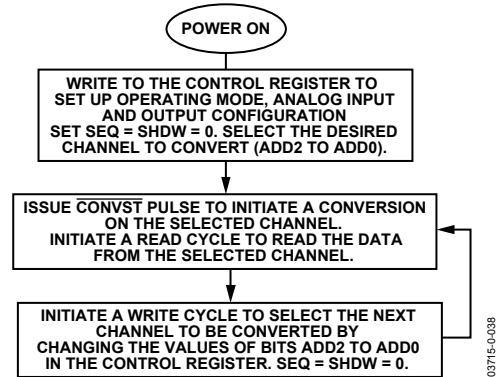 POWER ON
WRITE TO THE CONTROL REGISTER TO
SET UP OPERATING MODE, ANALOG INPUT
AND OUTPUT CONFIGURATION
SET SEQ = SHDW = 0. SELECT THE DESIRED
CHANNEL TO CONVERT (ADD2 TO ADD0).
ISSUE CONVST PULSE TO INITIATE A CONVERSION
ON THE SELECTED CHANNEL.
INITIATE A READ CYCLE TO READ THE DATA
FROM THE SELECTED CHANNEL.
INITIATE A WRITE CYCLE TO SELECT THE NEXT
CHANNEL TO BE CONVERTED BY
CHANGING THE VALUES OF BITS ADD2 TO ADD0
IN THE CONTROL REGISTER. SEQ = SHDW = 0.
03715-0-038